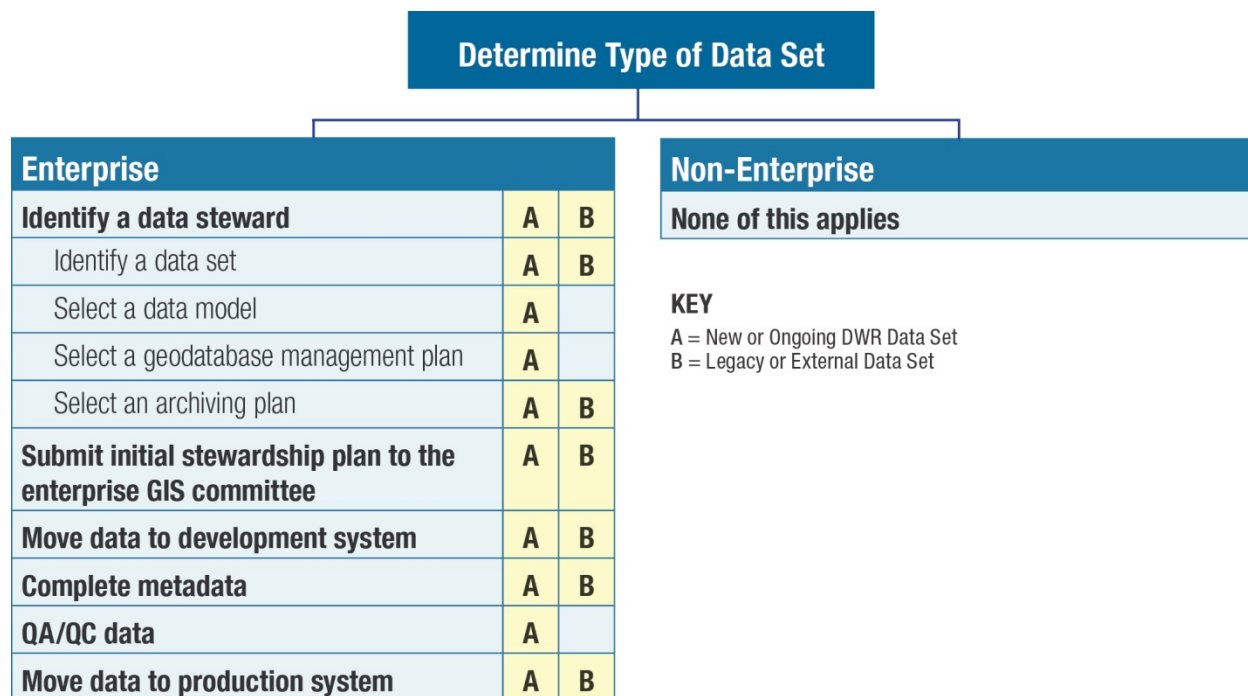 Determine Type of Data Set
Enterprise
Identify a data steward A B
Identify a data set A B
Select a data model A
Select a geodatabase management plan A
Select an archiving plan A B
Submit initial stewardship plan to the A B
enterprise GIS committee
Move data to development system A B
Complete metadata A B
QA/QC data A
Move data to production system A B
Non-Enterprise
None of this applies
KEY
A = New or Ongoing DWR Data Set
B = Legacy or External Data Set